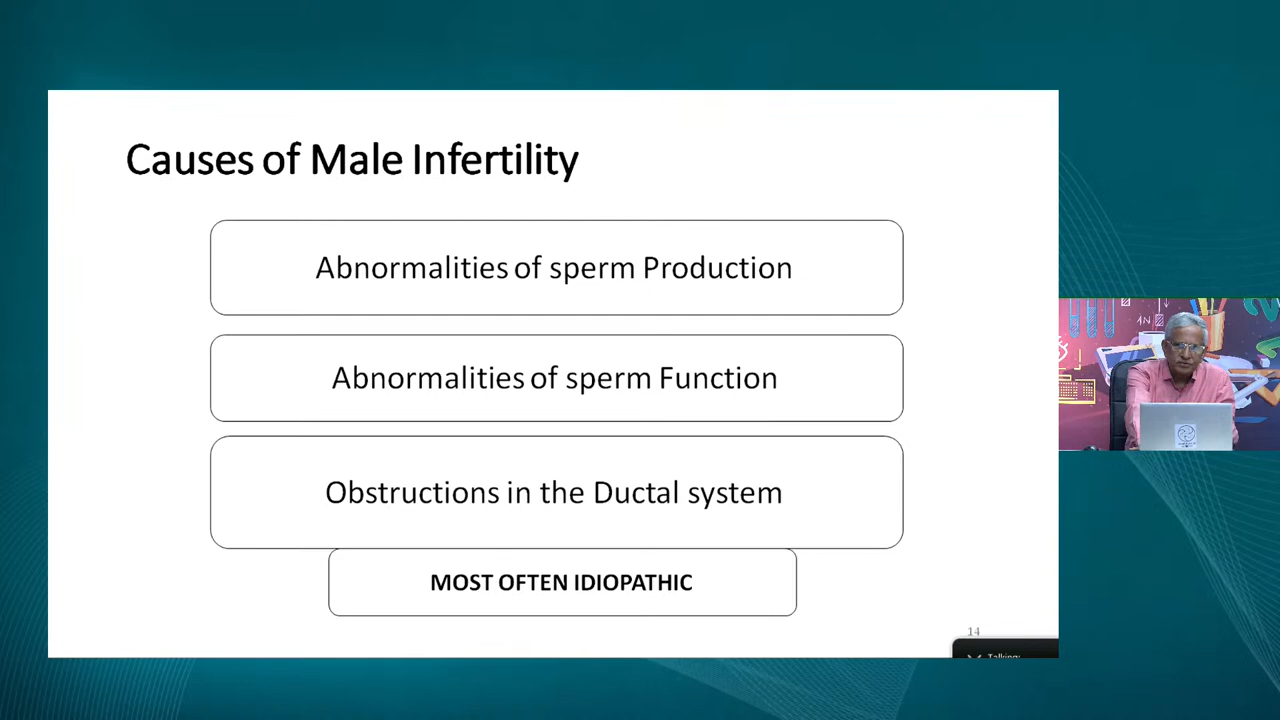 Causes of Male Infertility
Abnormalities of sperm Production
Abnormalities of sperm Function
Obstructions in the Ductal system
MOST OFTEN IDIOPATHIC
14
Talking: